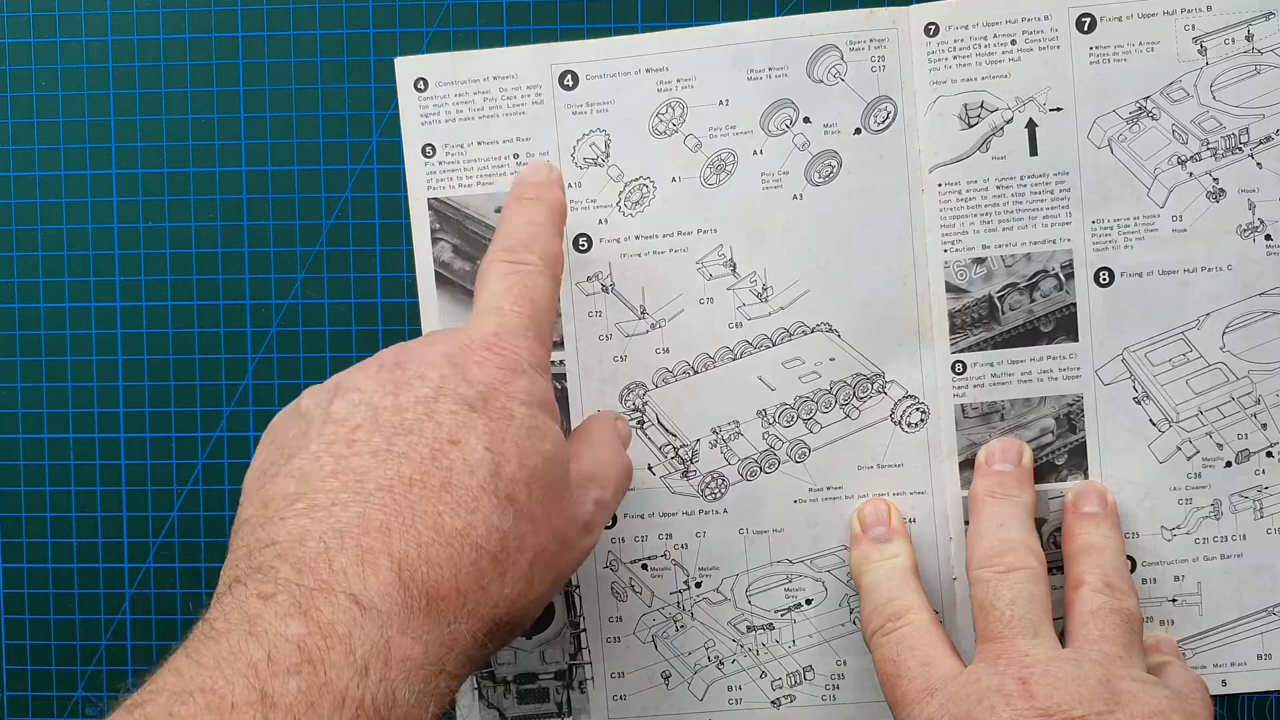 4 (Construction of Wheels)
Construct each wheel. Do not apply
too much cement. Poly Caps are de-
signed to be fixed onto Lower Hull
shafts and make wheels revolve.
5 (Fixing of Wheels and Rear
Parts)
Fix Wheels constructed at 4. Do not
use cement but just insert.
of parts to be cemented,
Parts to Rear Panel.
4 Construction of Wheels
(Drive Sprocket)
Make 2 sets.
(Rear Wheel)
Make 2 sets.
(Road Wheel)
Make 16 sets.
(Spare Wheel)
Make 2 sets.
C20
C17
A2
Poly Cap
Do not cement.
A4
Matt
Black
A10
A1
Poly Cap
Do not
cement
A3
Poly Cap
Do not cement
A9
5 Fixing of Wheels and Rear Parts
(Fixing of Rear Parts)
C72
C57
C57
C56
C70
C69
Drive Sprocket
Road Wheel
★Do not cement but just insert each wheel.
Fixing of Upper Hull Parts, A
C16
C27
C28
C43
C7
C1 Upper Hull
C44
Metallic
Grey
Metallic
Grey
Metallic
Grey
C26
C33
C33
C42
B14
C37
C6
C35
C34
C15
7 (Fixing of Upper Hull Parts, B)
If you are fixing Armour Plates, fix
parts C8 and C9 at step
Construct
Spare Wheel Holder and Hook before
you fix them to Upper Hull.
(How to make antenna)
Heat
★Heat one of runner gradually while
turning around. When the center por-
tion began to melt, stop heating and
stretch both ends of the runner slowly
to opposite way to the thinness wanted.
Hold it in that position for about 15
seconds to cool, and cut it to proper
length.
★Caution: Be careful in handling fire.
8 (Fixing of Upper Hull Parts, C)
Construct Muffler and Jack before-
hand and cement them to the Upper
Hull.
7 Fixing of Upper Hull Parts, B
★When you fix Armour
Plates, do not fix C8
and C9 here.
C8
C9
D3
Hook
(Hook)
★D3's serve as hooks
to hang Side Armour
Plates. Cement them
securely. Do not
touch till dry.
8 Fixing of Upper Hull Parts, C
D3
Metallic
Grey
C36
C4
(Air Cleaner)
C22
C25
C21 C23 C18
Construction of Gun Barrel
B19
B7
B19
B20
Matt Black
5